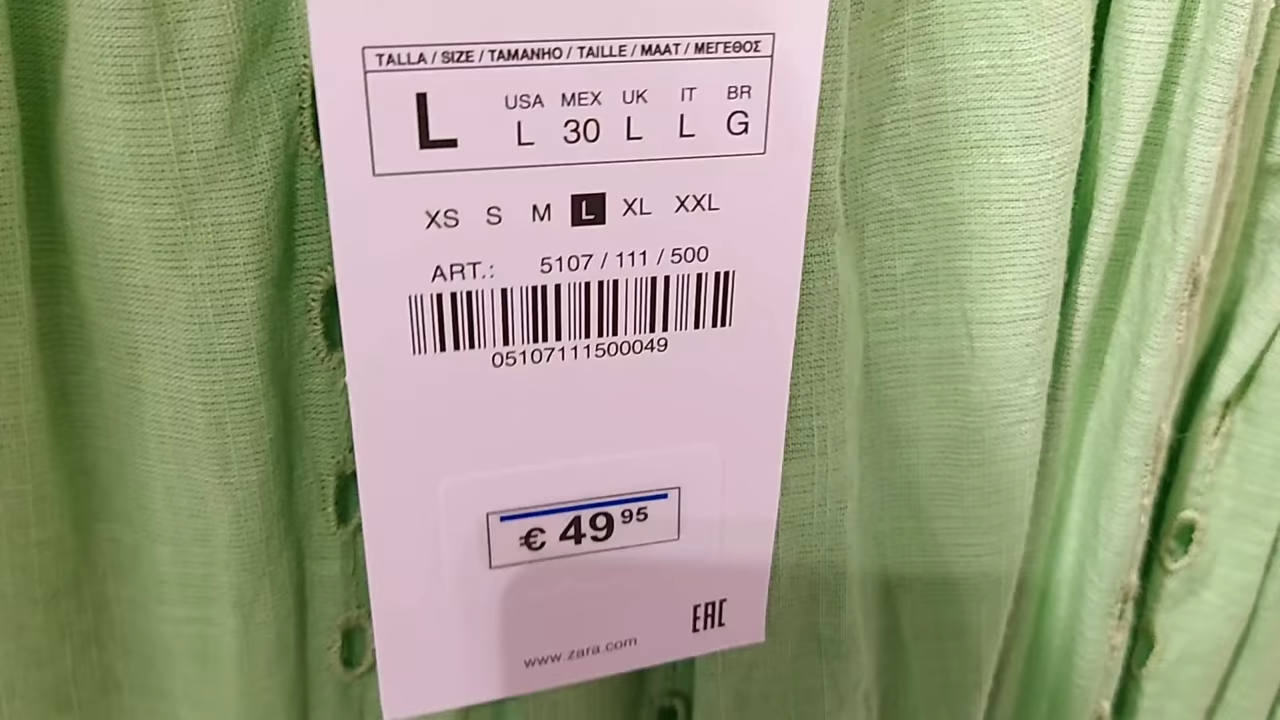 TALLA / SIZE / TAMANHO / TAILLE / MAAT / ΜΕΓΕΘΟΣ
L USA MEX UK IT BR
L 30 L L G
XS S M L XL XXL
ART.: 5107 / 111 / 500
05107111500049
€ 49 95
EAC
www.zara.com